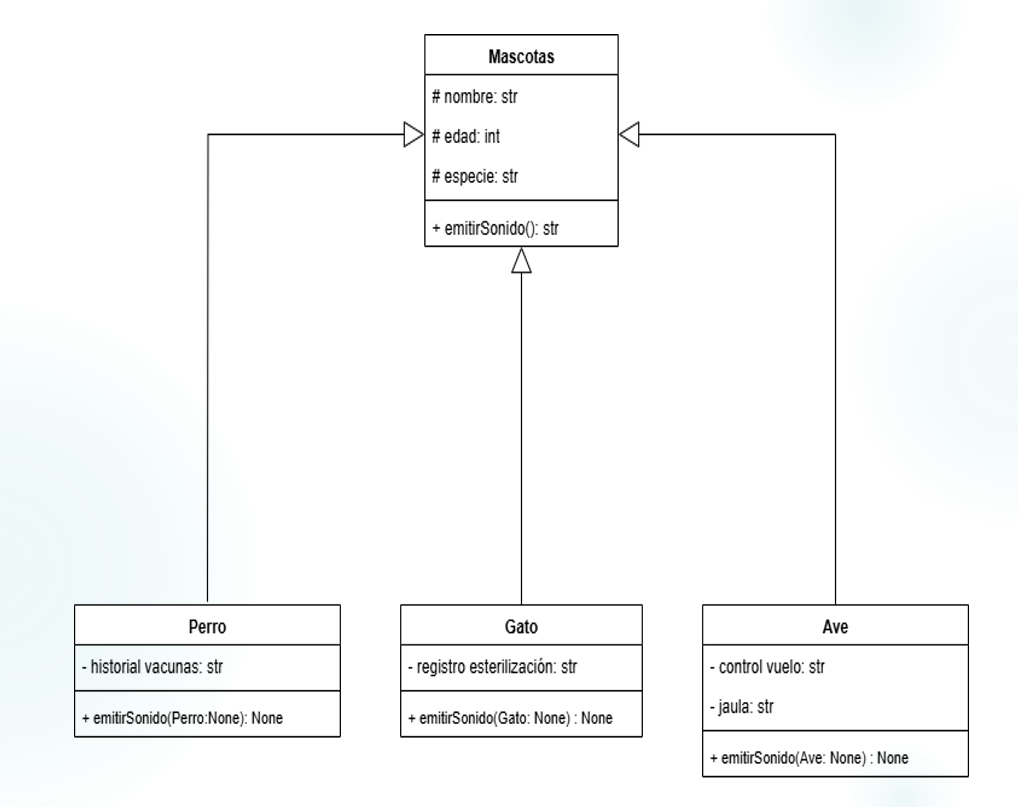 Mascotas
# nombre: str
# edad: int
# especie: str
+ emitirSonido(): str
Perro
- historial vacunas: str
+ emitirSonido(Perro:None): None
Gato
- registro esterilización: str
+ emitirSonido(Gato: None) : None
Ave
- control vuelo: str
- jaula: str
+ emitirSonido(Ave: None) : None